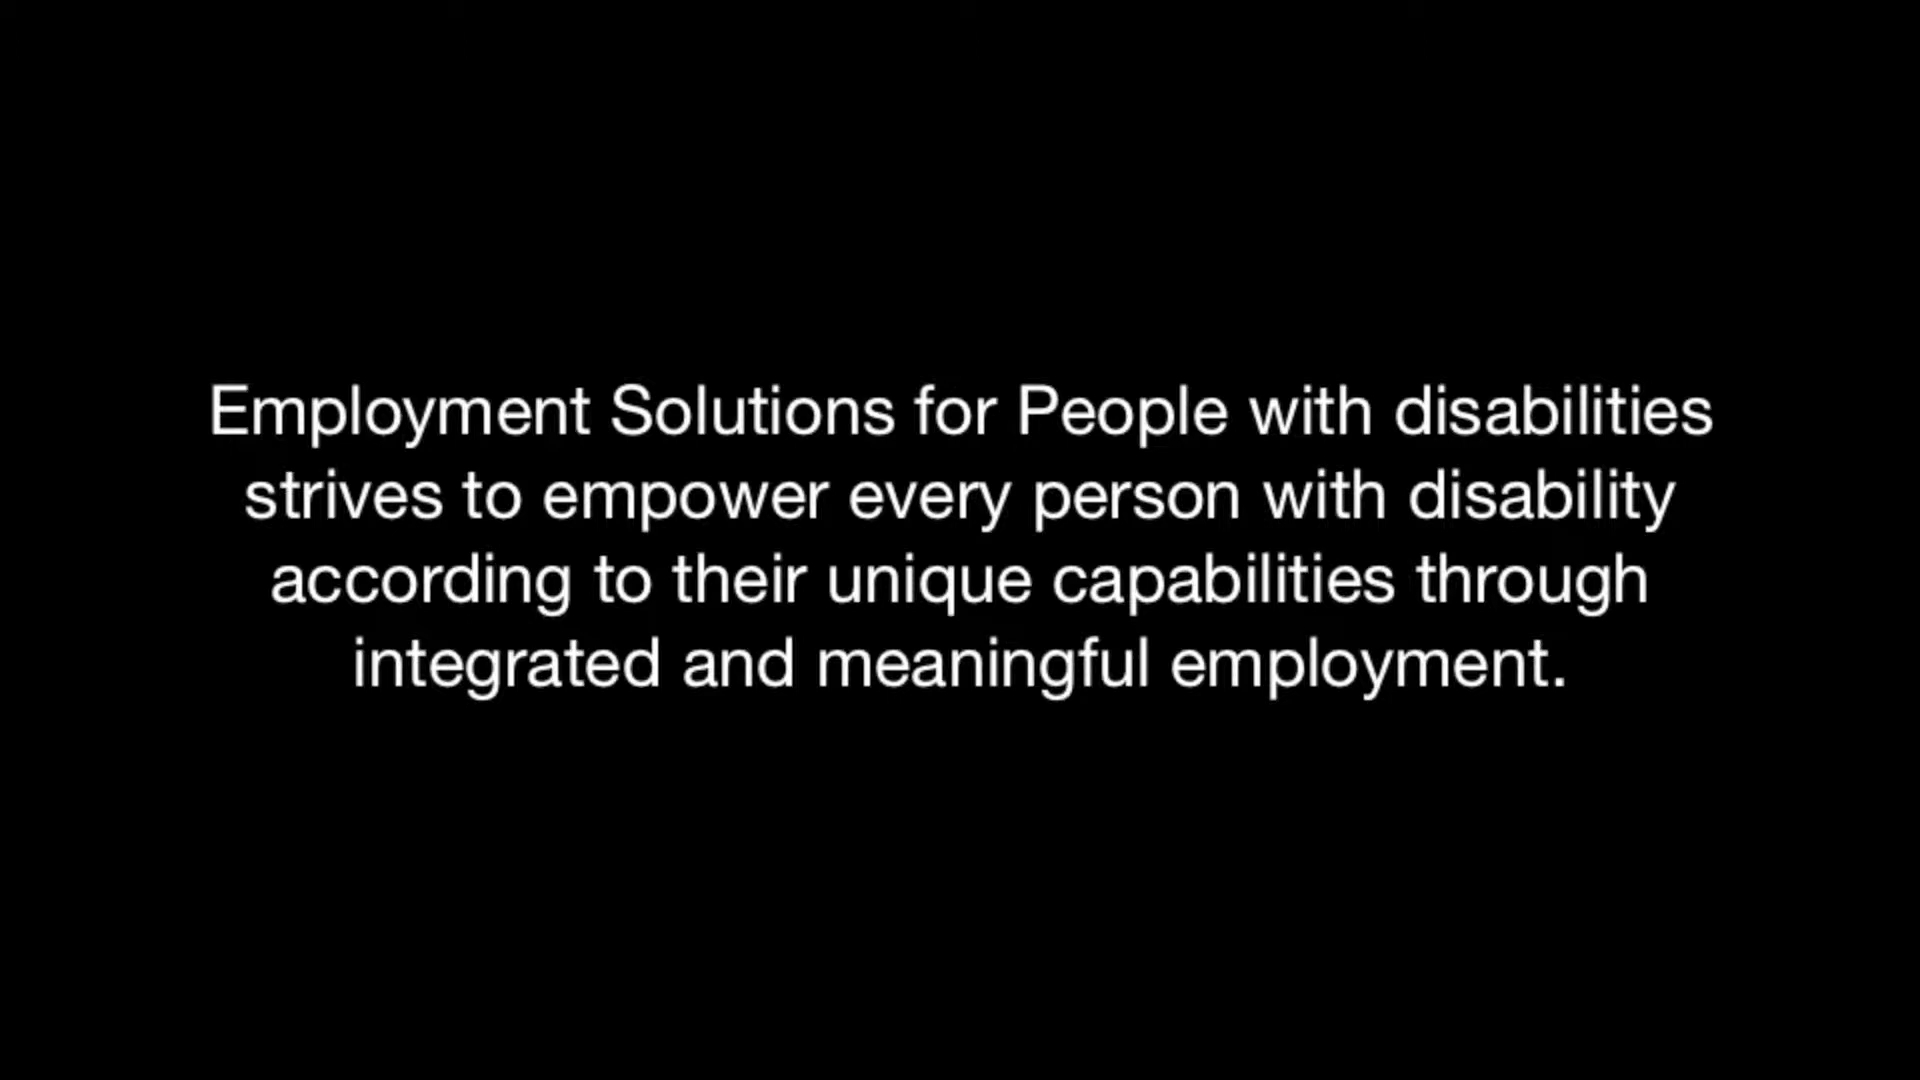 Employment Solutions for People with disabilities
strives to empower every person with disability
according to their unique capabilities through
integrated and meaningful employment.